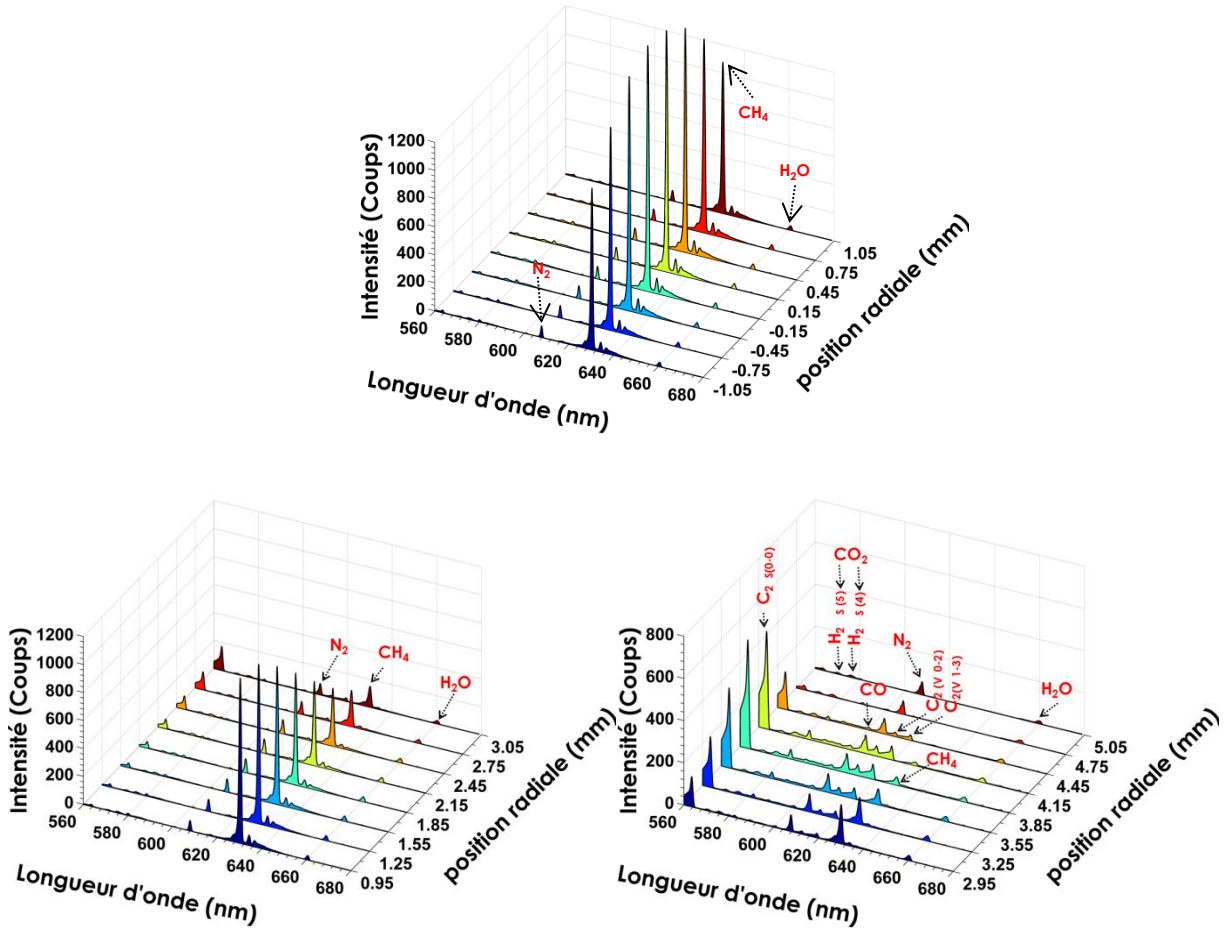 CH₄
H₂O
N₂
Intensité (Coups)
1200
1000
800
600
400
200
0
560
580
600
620
640
660
680
Longueur d'onde (nm)
1.05
0.75
0.45
0.15
-0.15
-0.45
-0.75
-1.05
position radiale (mm)
N₂
CH₄
H₂O
Intensité (Coups)
1200
1000
800
600
400
200
0
560
580
600
620
640
660
680
Longueur d'onde (nm)
3.05
2.75
2.45
2.15
1.85
1.55
1.25
0.95
position radiale (mm)
C₂ S(0-0)
CO₂
H₂ S (5)
H₂ S (4)
N₂
CO
C₂ (V 0-2)
C₂(V 1-3)
H₂O
CH₄
Intensité (Coups)
800
600
400
200
0
560
580
600
620
640
660
680
Longueur d'onde (nm)
5.05
4.75
4.45
4.15
3.85
3.55
3.25
2.95
position radiale (mm)